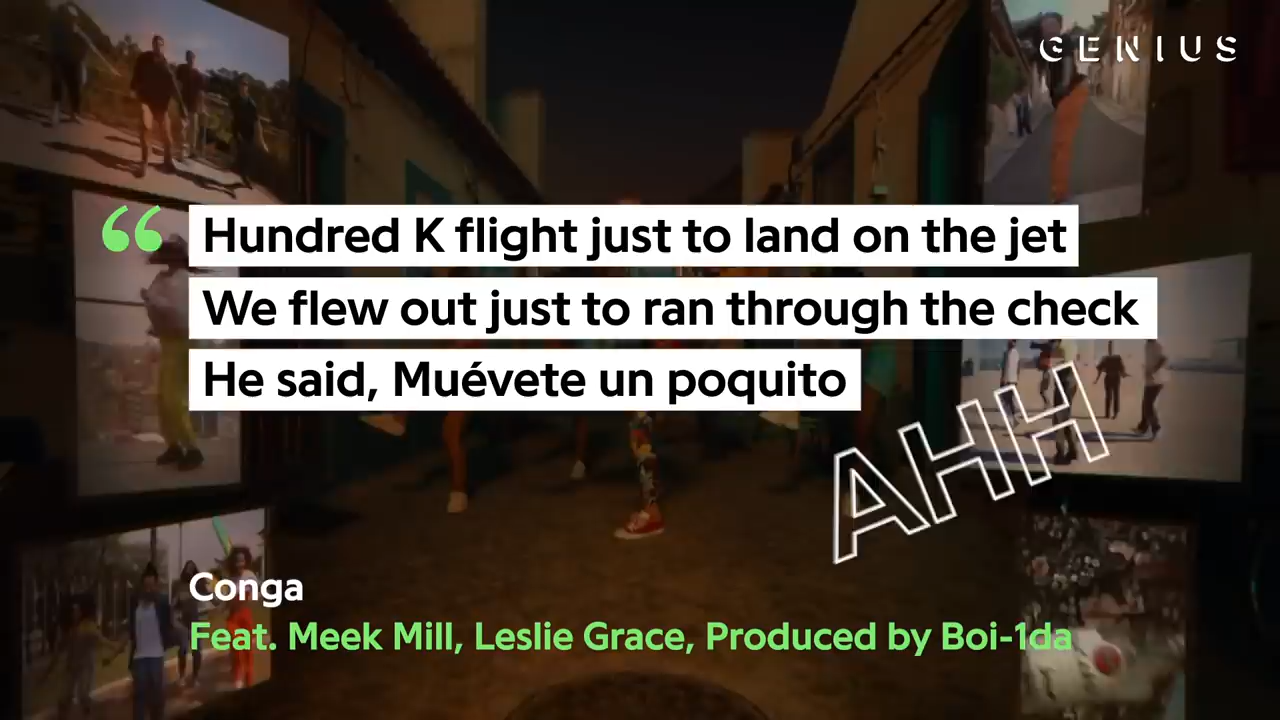 GENIUS
“
Hundred K flight just to land on the jet
We flew out just to ran through the check
He said, Muévete un poquito
AHH
Conga
Feat. Meek Mill, Leslie Grace, Produced by Boi-1da